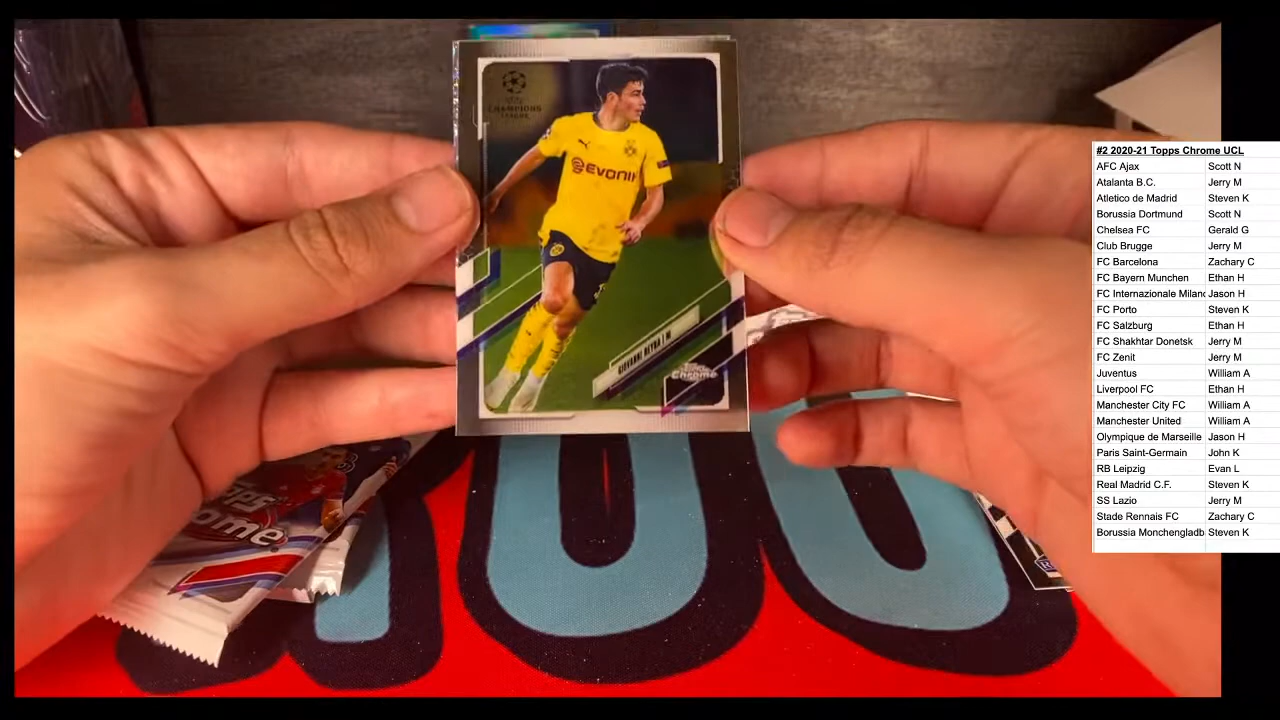 CHAMPIONS
LEAGUE
EVONIK
GIOVANNI REYNA | M
Topps
Chrome
#2 2020-21 Topps Chrome UCL
AFC Ajax Scott N
Atalanta B.C. Jerry M
Atletico de Madrid Steven K
Borussia Dortmund Scott N
Chelsea FC Gerald G
Club Brugge Jerry M
FC Barcelona Zachary C
FC Bayern Munchen Ethan H
FC Internazionale Milano Jason H
FC Porto Steven K
FC Salzburg Ethan H
FC Shakhtar Donetsk Jerry M
FC Zenit Jerry M
Juventus William A
Liverpool FC Ethan H
Manchester City FC William A
Manchester United William A
Olympique de Marseille Jason H
Paris Saint-Germain John K
RB Leipzig Evan L
Real Madrid C.F. Steven K
SS Lazio Jerry M
Stade Rennais FC Zachary C
Borussia Monchengladb Steven K